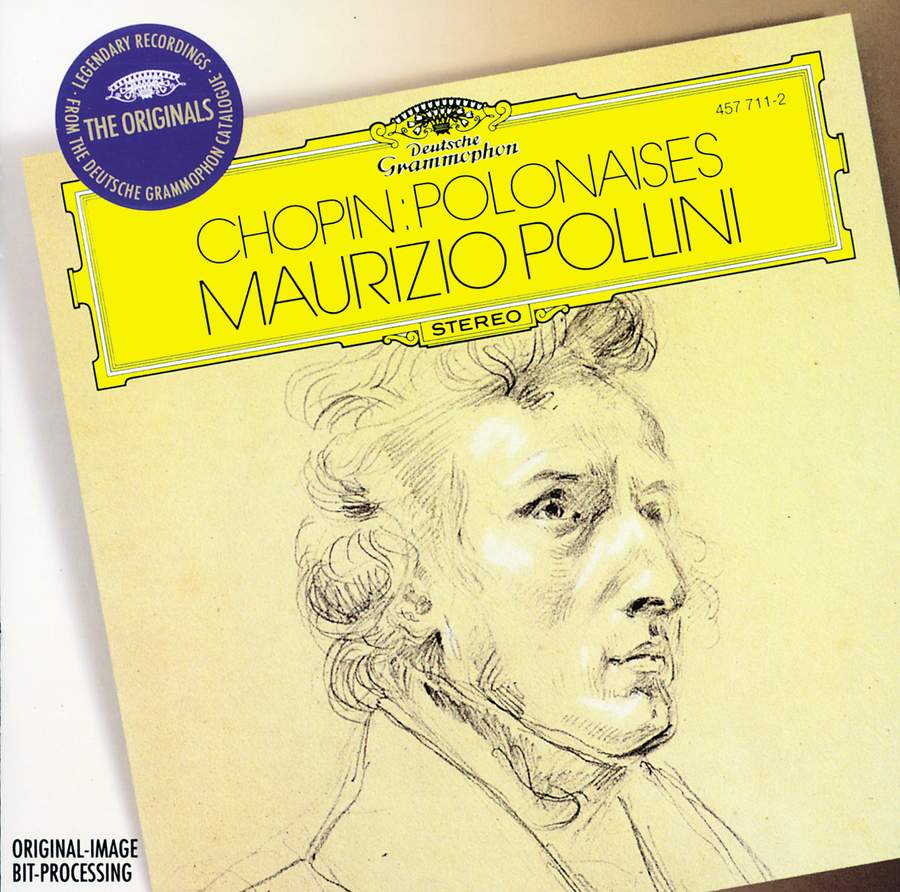 · LEGENDARY RECORDINGS ·
FROM THE DEUTSCHE GRAMMOPHON CATALOGUE
THE ORIGINALS
457 711-2
Deutsche
Grammophon
CHOPIN: POLONAISES
MAURIZIO POLLINI
STEREO
ORIGINAL-IMAGE
BIT-PROCESSING